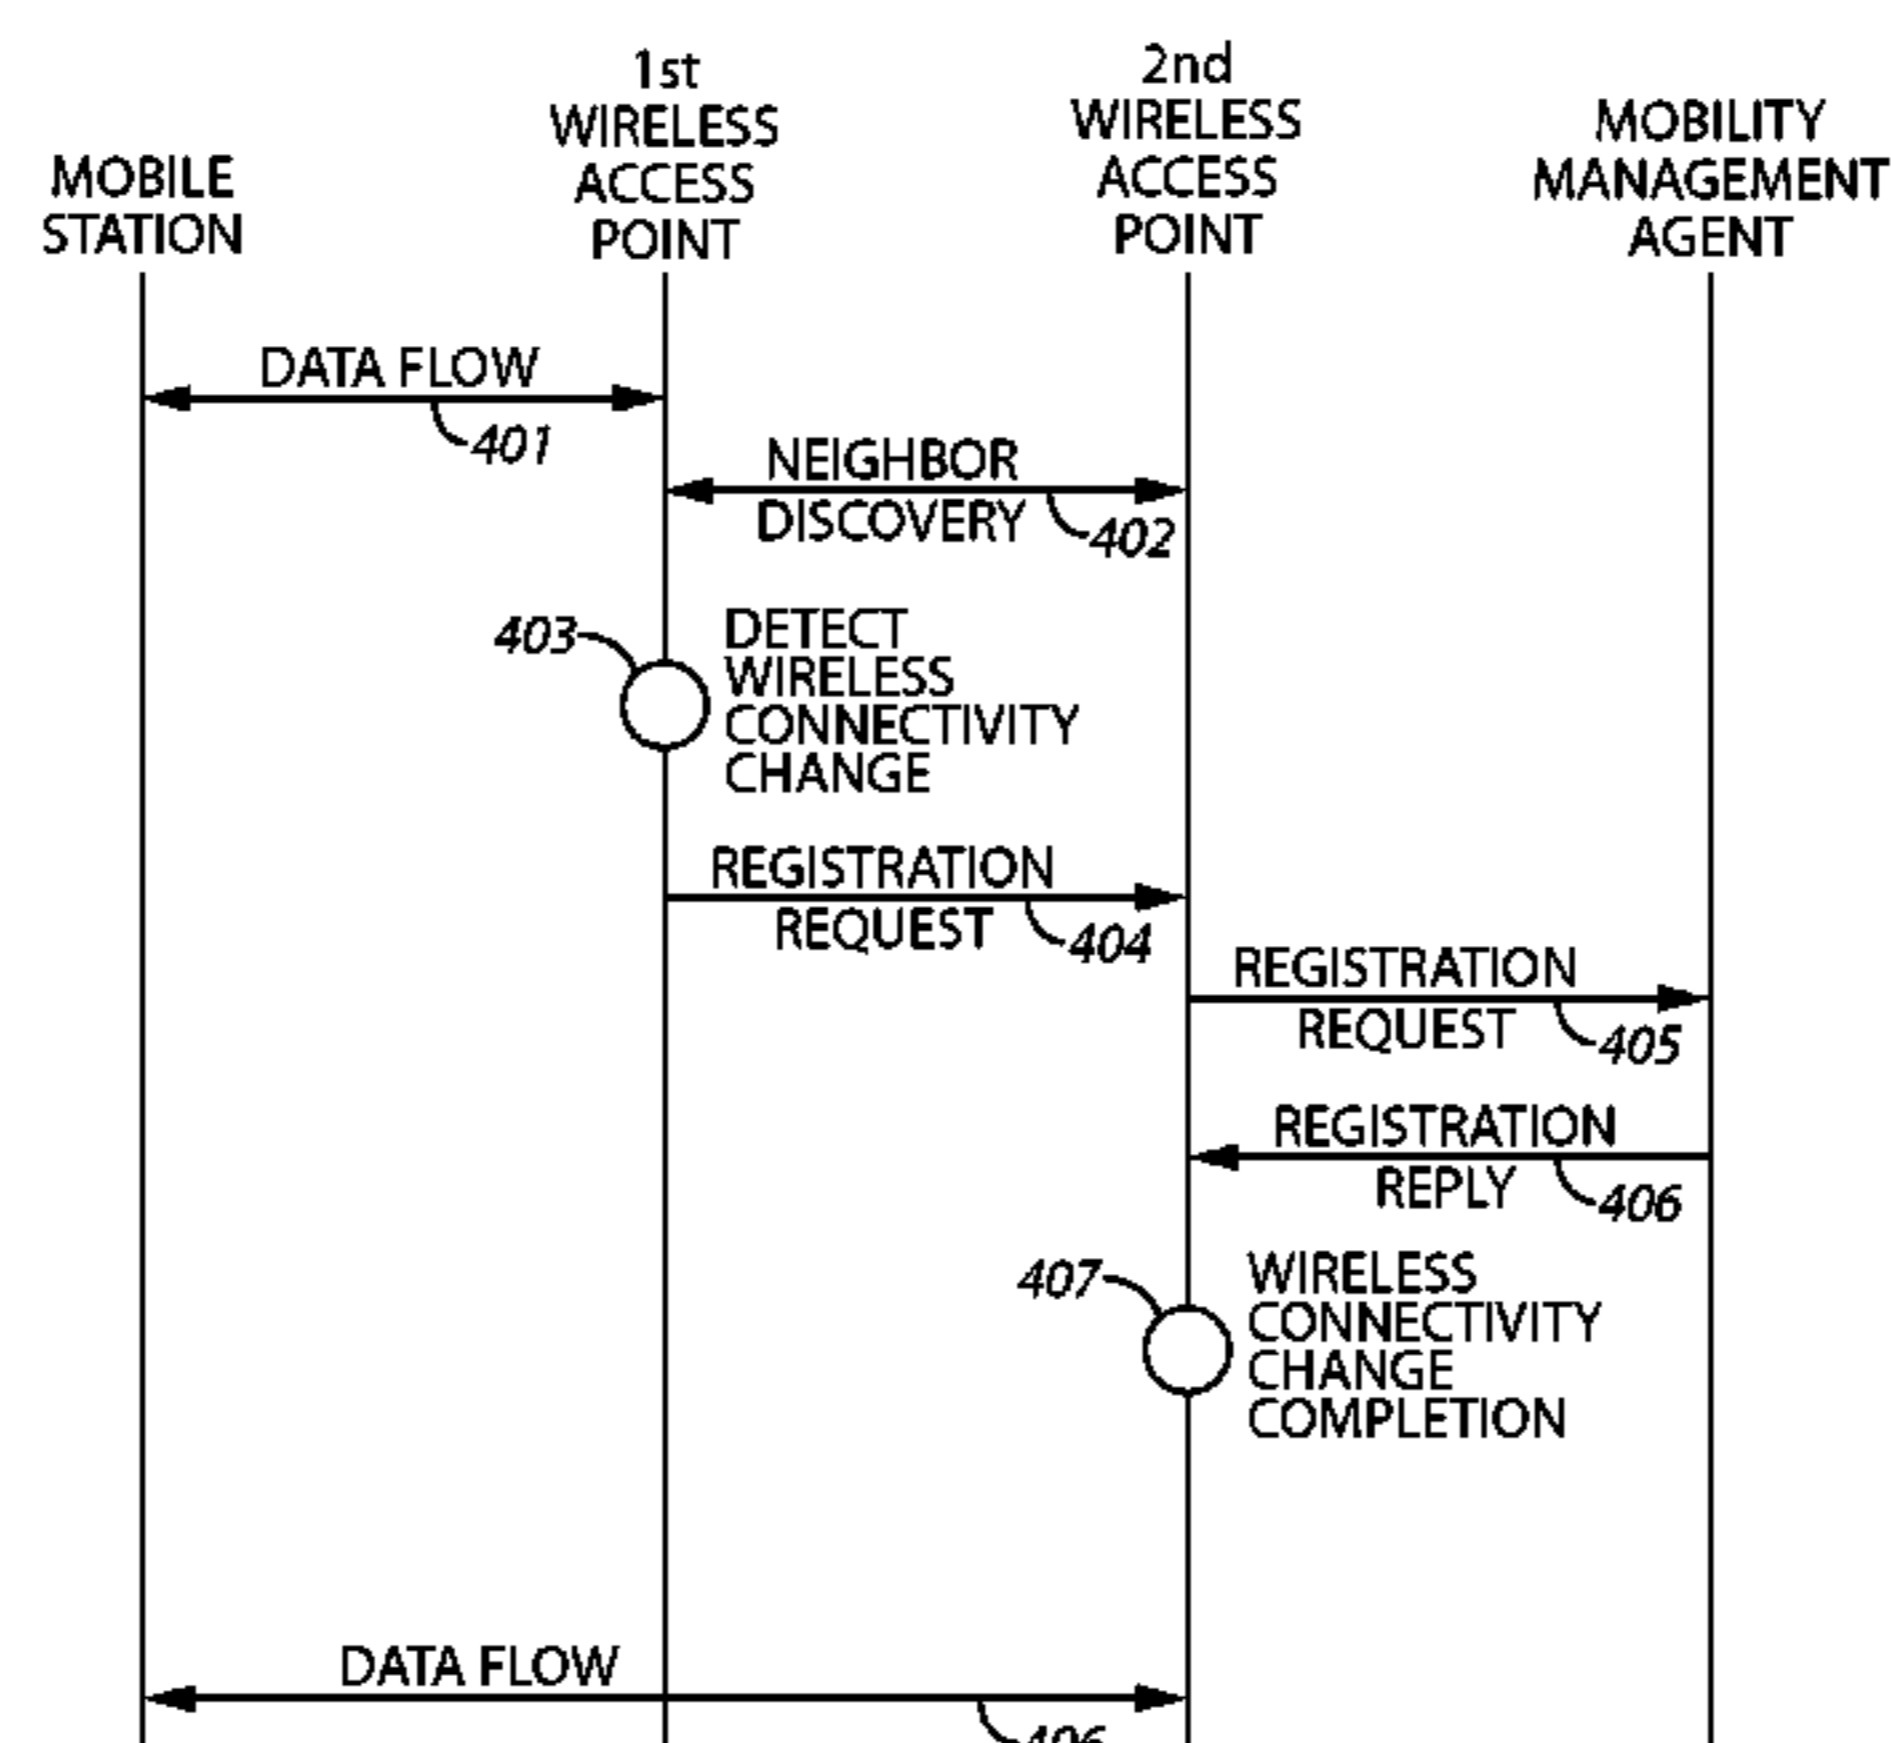 MOBILE
STATION
1st
WIRELESS
ACCESS
POINT
2nd
WIRELESS
ACCESS
POINT
MOBILITY
MANAGEMENT
AGENT
DATA FLOW
401
NEIGHBOR
DISCOVERY
402
403
DETECT
WIRELESS
CONNECTIVITY
CHANGE
REGISTRATION
REQUEST
404
REGISTRATION
REQUEST
405
REGISTRATION
REPLY
406
407
WIRELESS
CONNECTIVITY
CHANGE
COMPLETION
DATA FLOW